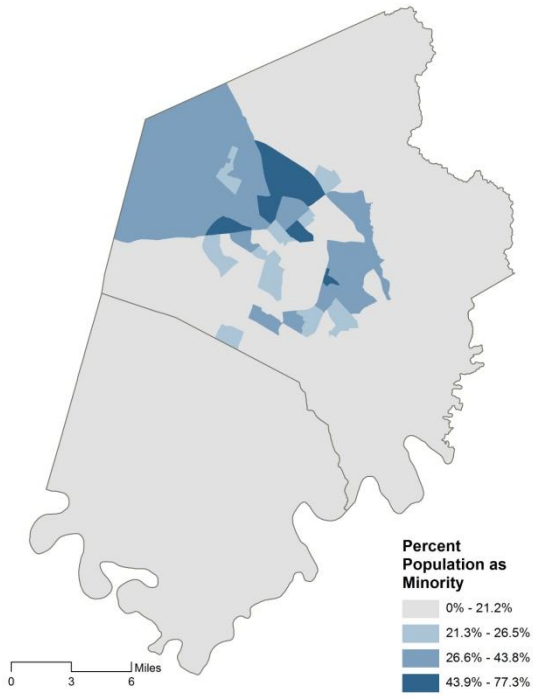 Percent
Population as
Minority
0% - 21.2%
21.3% - 26.5%
26.6% - 43.8%
43.9% - 77.3%
Miles
0 3 6